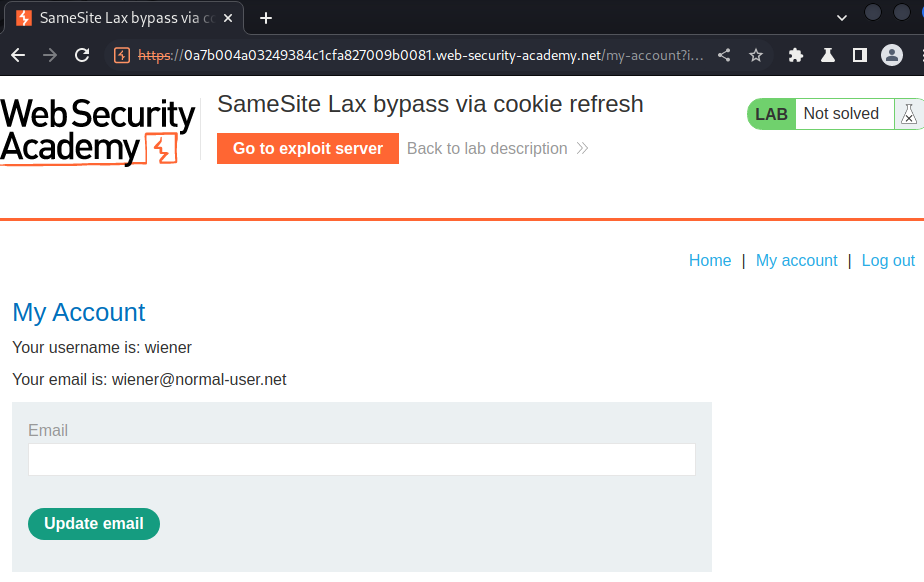 SameSite Lax bypass via co
https://0a7b004a03249384c1cfa827009b0081.web-security-academy.net/my-account?i...
Web Security
Academy
SameSite Lax bypass via cookie refresh
Go to exploit server
Back to lab description
LAB
Not solved
Home | My account | Log out
My Account
Your username is: wiener
Your email is: wiener@normal-user.net
Email
Update email